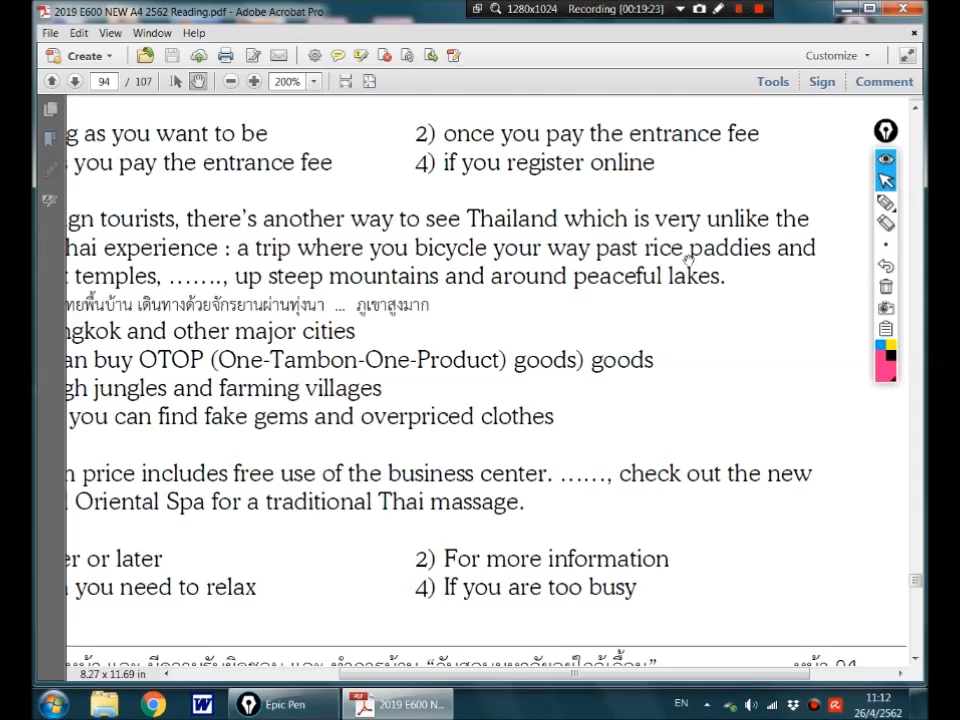 2019 E600 NEW A4 2562 Reading.pdf - Adobe Acrobat Pro
1280x1024 Recording [00:19:23]
File Edit View Window Help
Create Customize
94 / 107 200% Tools Sign Comment
g as you want to be 2) once you pay the entrance fee
you pay the entrance fee 4) if you register online
gn tourists, there's another way to see Thailand which is very unlike the
hai experience : a trip where you bicycle your way past rice paddies and
t temples, ……., up steep mountains and around peaceful lakes.
ทยพื้นบ้าน เดินทางด้วยจักรยานผ่านทุ่งนา ... ภูเขาสูงมาก
ngkok and other major cities
an buy OTOP (One-Tambon-One-Product) goods) goods
gh jungles and farming villages
you can find fake gems and overpriced clothes
n price includes free use of the business center. ……, check out the new
l Oriental Spa for a traditional Thai massage.
er or later 2) For more information
you need to relax 4) If you are too busy
8.27 x 11.69 in
Epic Pen 2019 E600 N... EN 11:12
26/4/2562